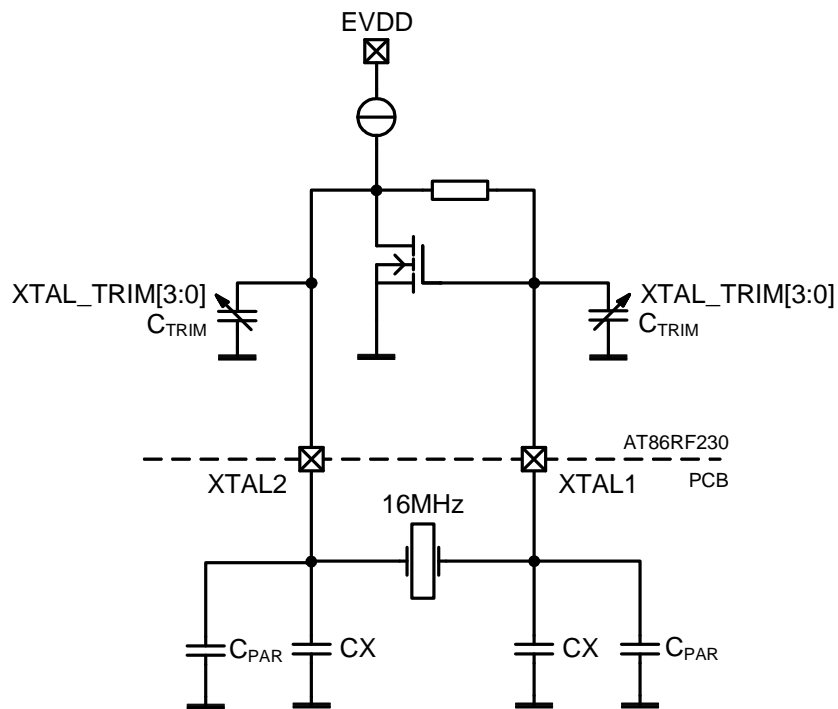 EVDD
XTAL_TRIM[3:0]
XTAL_TRIM[3:0]
CTRIM
CTRIM
AT86RF230
XTAL2
XTAL1
PCB
16MHz
CPAR
CX
CX
CPAR